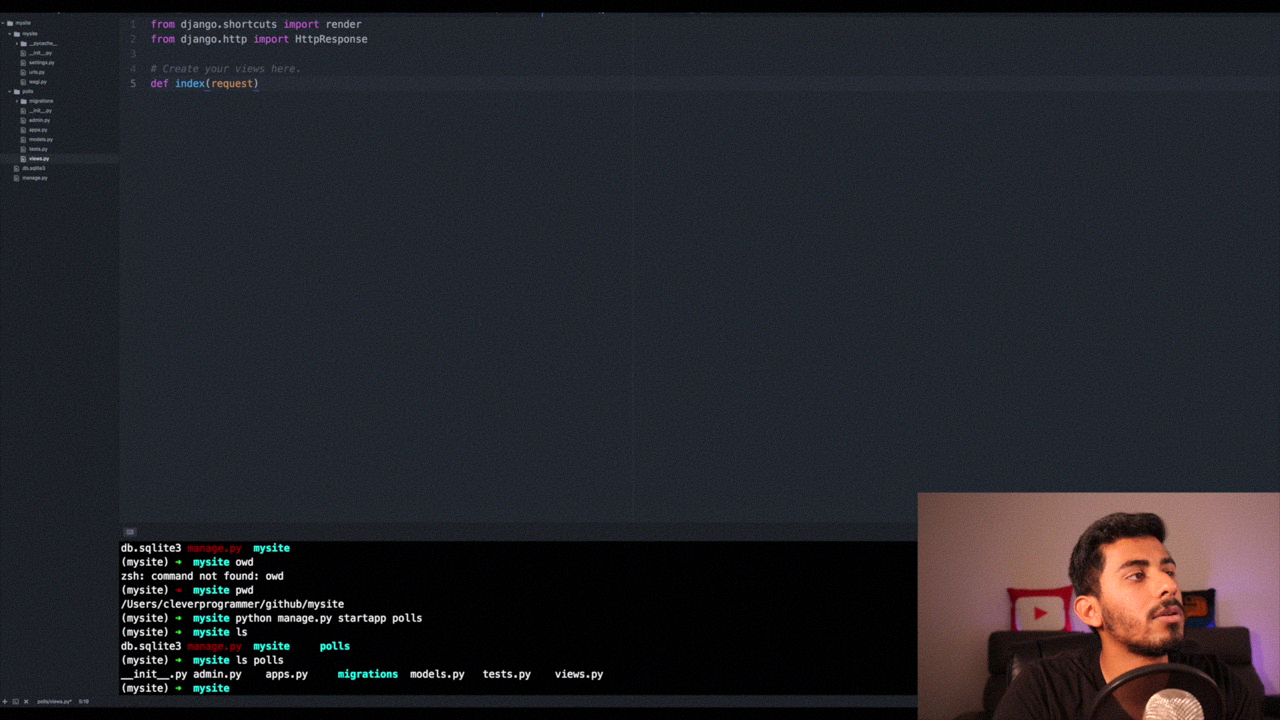 mysite
mysite
__pycache__
__init__.py
settings.py
urls.py
wsgi.py
polls
migrations
__init__.py
admin.py
apps.py
models.py
tests.py
views.py
db.sqlite3
manage.py
1 from django.shortcuts import render
2 from django.http import HttpResponse
3
4 # Create your views here.
5 def index(request)
db.sqlite3 manage.py mysite
(mysite) ➜ mysite owd
zsh: command not found: owd
(mysite) ➜ mysite pwd
/Users/cleverprogrammer/github/mysite
(mysite) ➜ mysite python manage.py startapp polls
(mysite) ➜ mysite ls
db.sqlite3 manage.py mysite polls
(mysite) ➜ mysite ls polls
__init__.py admin.py apps.py migrations models.py tests.py views.py
(mysite) ➜ mysite
polls/views.py* 5:19